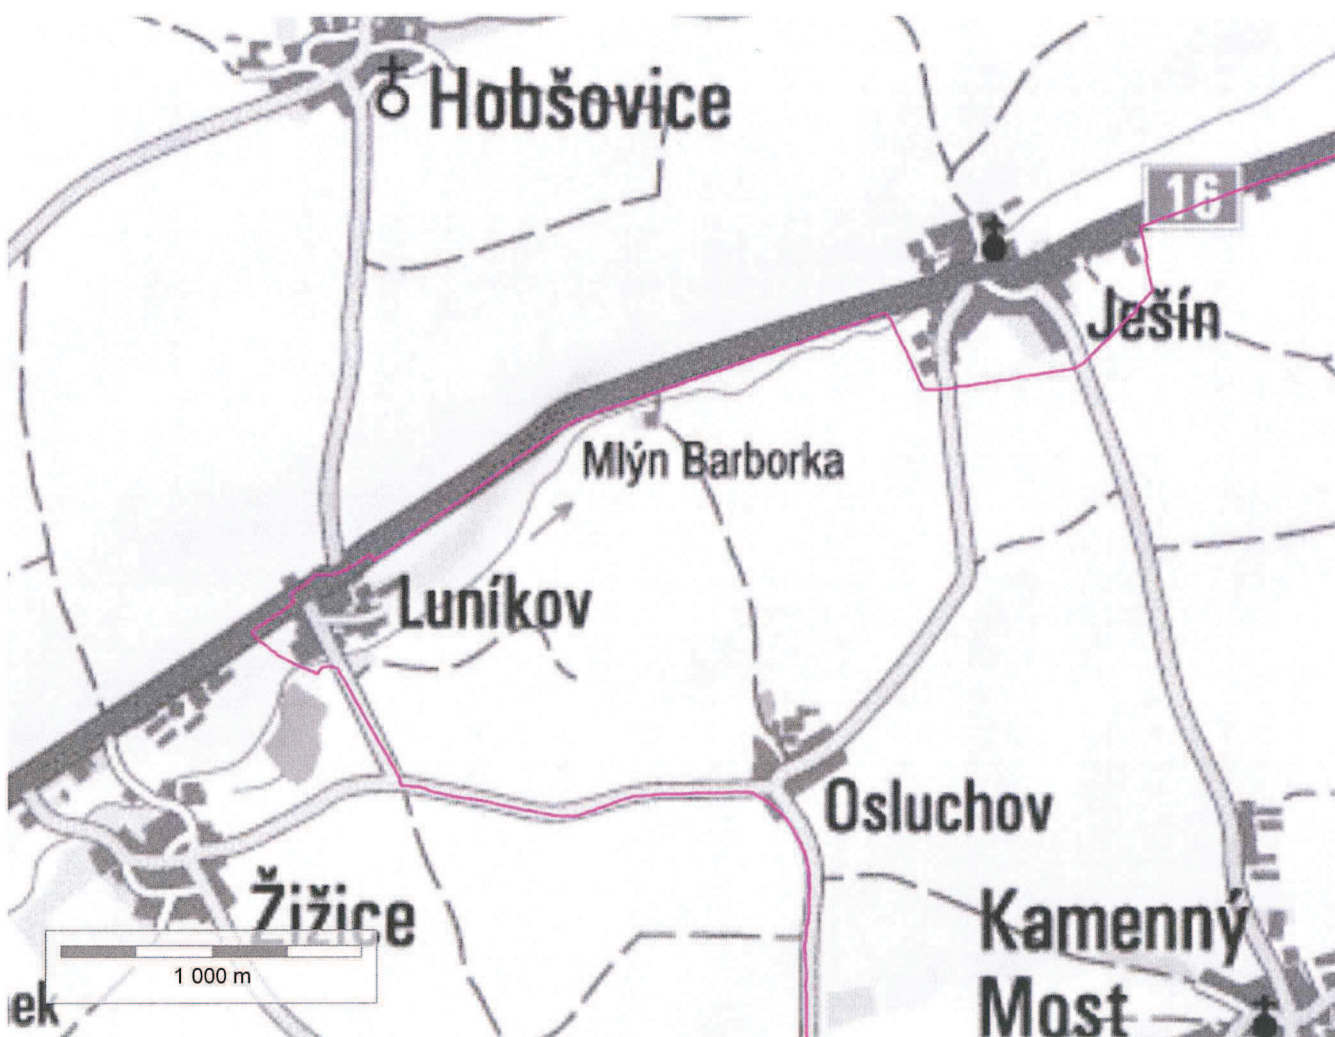 Hobšovice
16
Ješín
Mlýn Barborka
Luníkov
Osluchov
Žižice
Kamenný
Most
1 000 m
ek